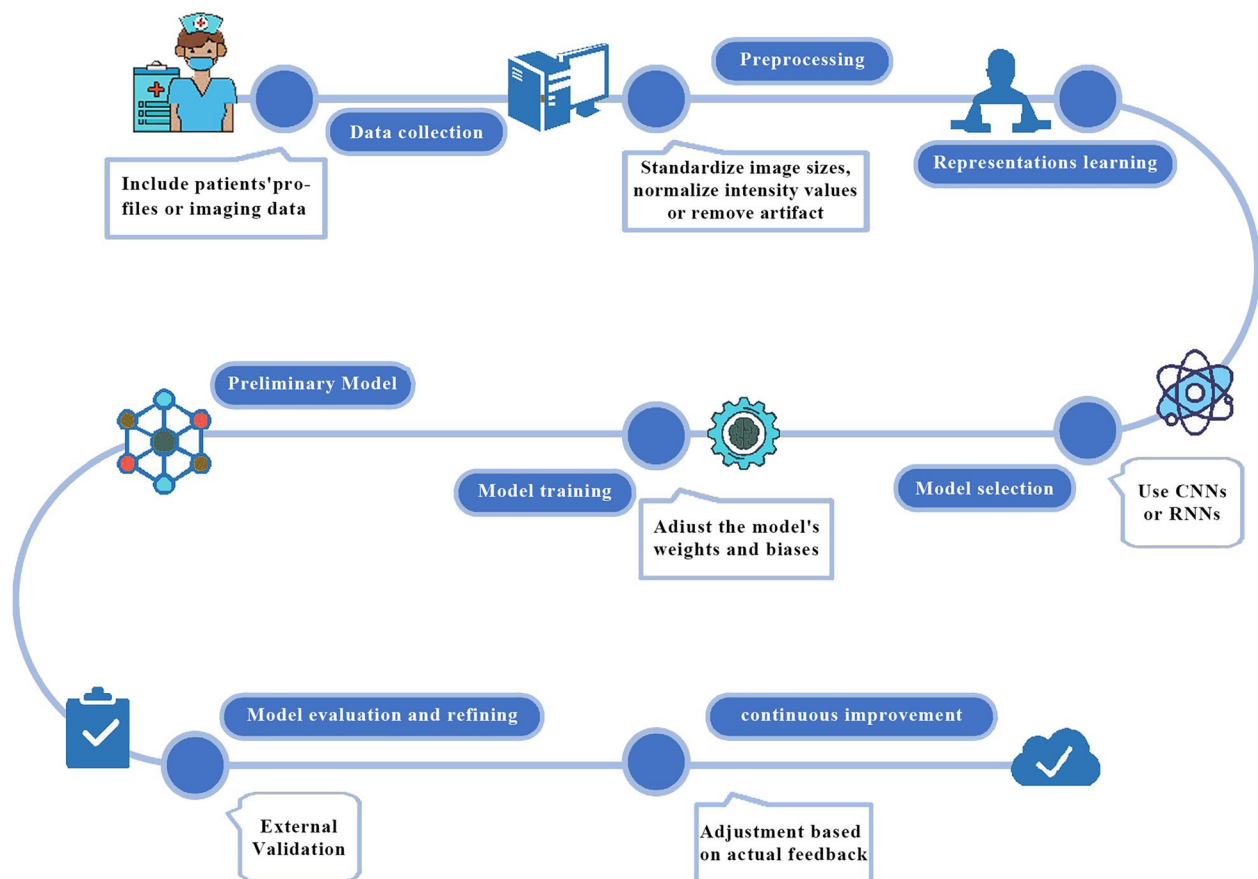 Preprocessing
Data collection
Representations learning
Include patients'pro-
files or imaging data
Standardize image sizes,
normalize intensity values
or remove artifact
Preliminary Model
Model training
Model selection
Adjust the model's
weights and biases
Use CNNs
or RNNs
Model evaluation and refining
continuous improvement
External
Validation
Adjustment based
on actual feedback